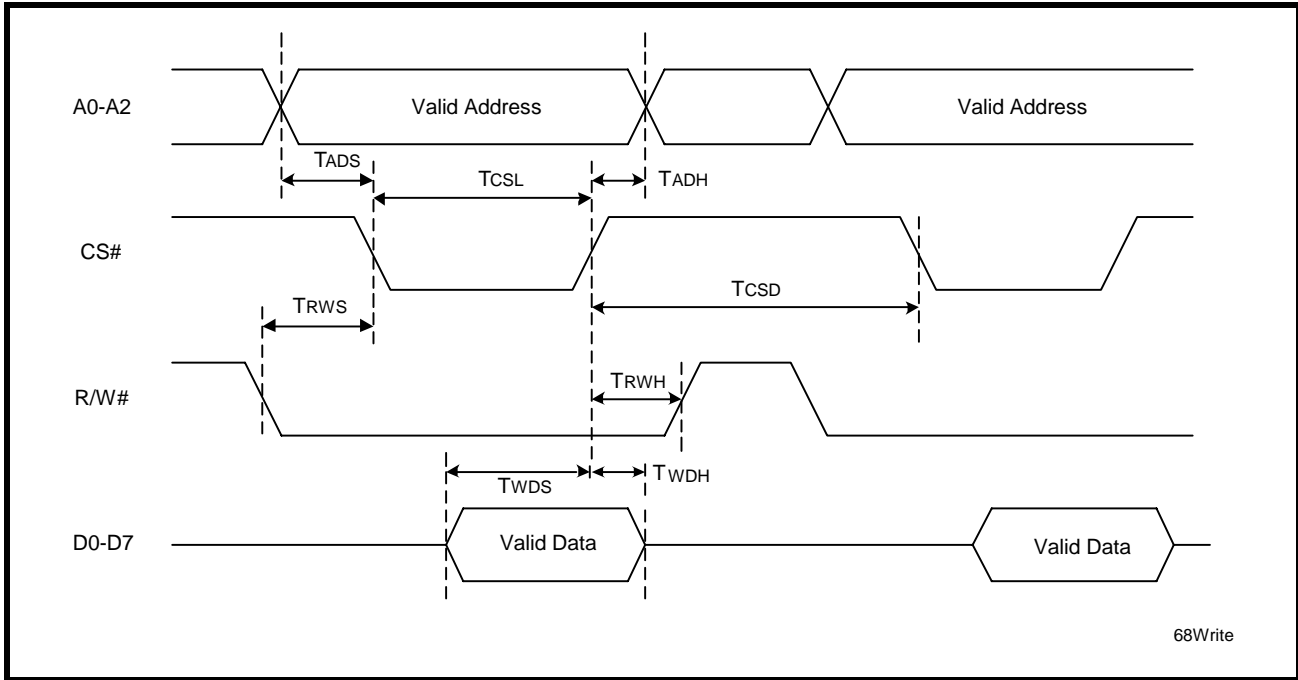 A0-A2
Valid Address
Valid Address
TADS
TCSL
TADH
CS#
TCSD
TRWS
R/W#
TRWH
TWDS
TWDH
D0-D7
Valid Data
Valid Data
68Write